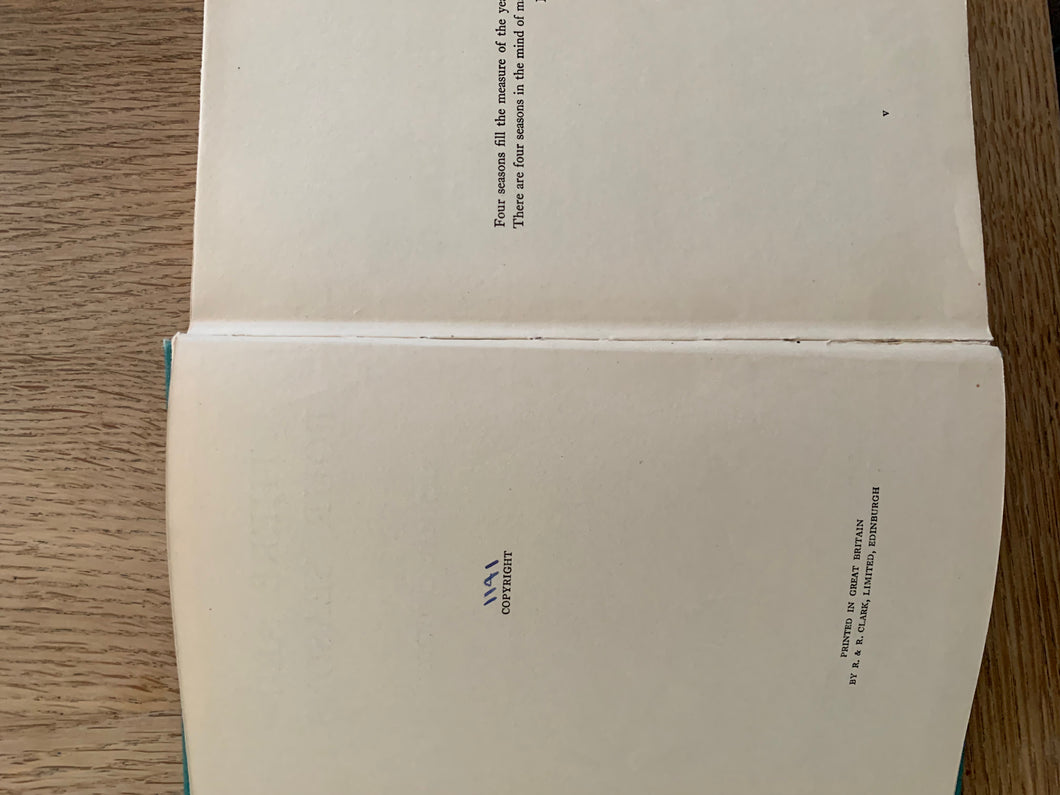 1191
COPYRIGHT
PRINTED IN GREAT BRITAIN
BY R. & R. CLARK, LIMITED, EDINBURGH
Four seasons fill the measure of the
There are four seasons in the mind of
v